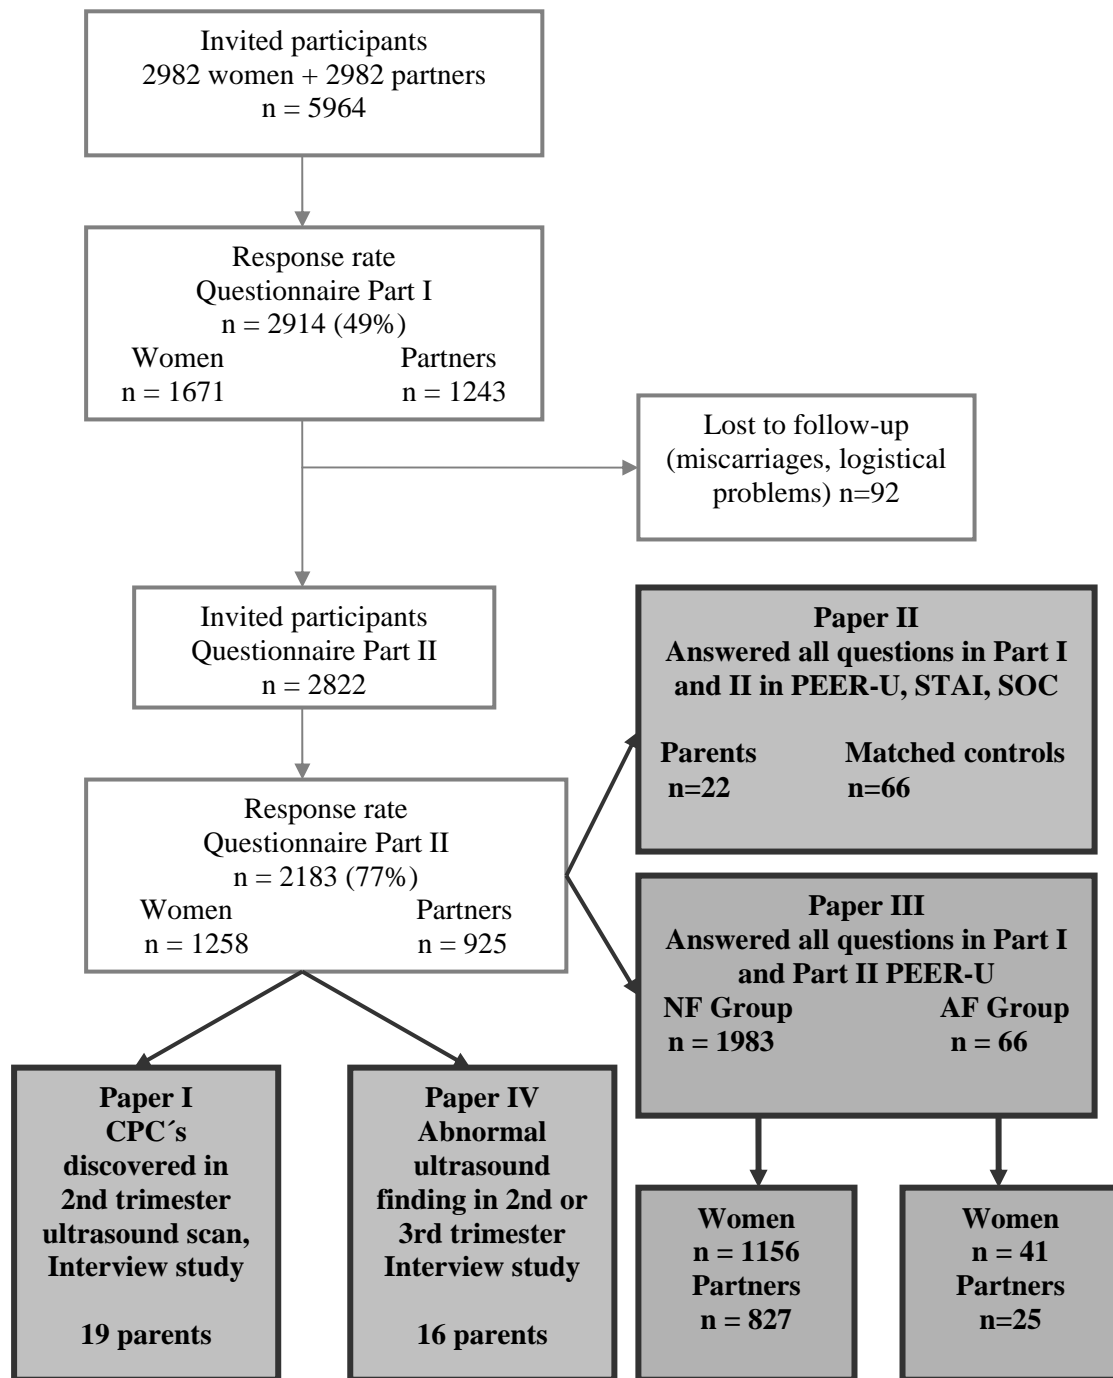 Invited participants
2982 women + 2982 partners
n = 5964
Response rate
Questionnaire Part I
n = 2914 (49%)
Women Partners
n = 1671 n = 1243
Lost to follow-up
(miscarriages, logistical
problems) n=92
Invited participants
Questionnaire Part II
n = 2822
Response rate
Questionnaire Part II
n = 2183 (77%)
Women Partners
n = 1258 n = 925
Paper II
Answered all questions in Part I
and II in PEER-U, STAI, SOC
Parents Matched controls
n=22 n=66
Paper III
Answered all questions in Part I
and Part II PEER-U
NF Group AF Group
n = 1983 n = 66
Paper I
CPC´s
discovered in
2nd trimester
ultrasound scan,
Interview study
19 parents
Paper IV
Abnormal
ultrasound
finding in 2nd or
3rd trimester
Interview study
16 parents
Women
n = 1156
Partners
n = 827
Women
n = 41
Partners
n=25